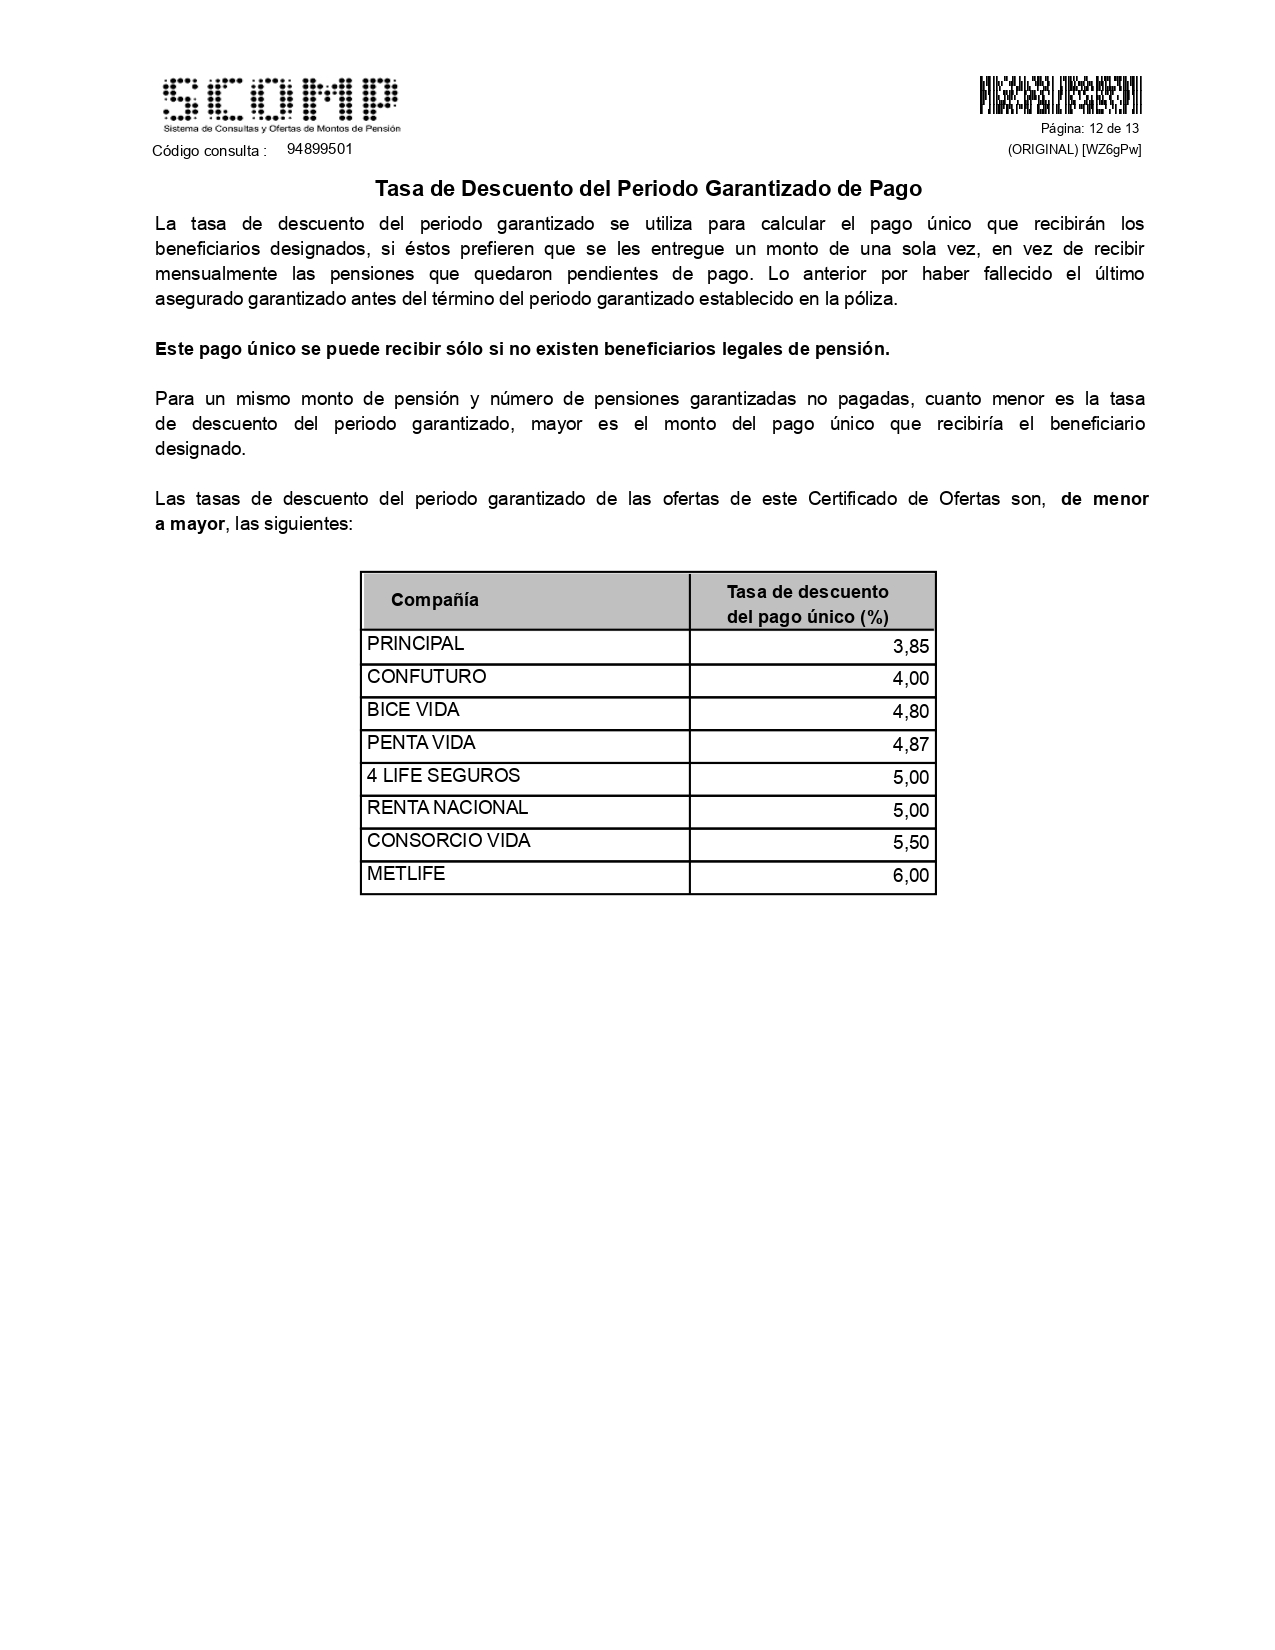 SCOMP
Sistema de Consultas y Ofertas de Montos de Pensión
Código consulta : 94899501
Página: 12 de 13
(ORIGINAL) [WZ6gPw]
Tasa de Descuento del Periodo Garantizado de Pago
La tasa de descuento del periodo garantizado se utiliza para calcular el pago único que recibirán los
beneficiarios designados, si éstos prefieren que se les entregue un monto de una sola vez, en vez de recibir
mensualmente las pensiones que quedaron pendientes de pago. Lo anterior por haber fallecido el último
asegurado garantizado antes del término del periodo garantizado establecido en la póliza.
Este pago único se puede recibir sólo si no existen beneficiarios legales de pensión.
Para un mismo monto de pensión y número de pensiones garantizadas no pagadas, cuanto menor es la tasa
de descuento del periodo garantizado, mayor es el monto del pago único que recibiría el beneficiario
designado.
Las tasas de descuento del periodo garantizado de las ofertas de este Certificado de Ofertas son, de menor
a mayor, las siguientes:
Compañía
Tasa de descuento
del pago único (%)
PRINCIPAL 3,85
CONFUTURO 4,00
BICE VIDA 4,80
PENTA VIDA 4,87
4 LIFE SEGUROS 5,00
RENTA NACIONAL 5,00
CONSORCIO VIDA 5,50
METLIFE 6,00